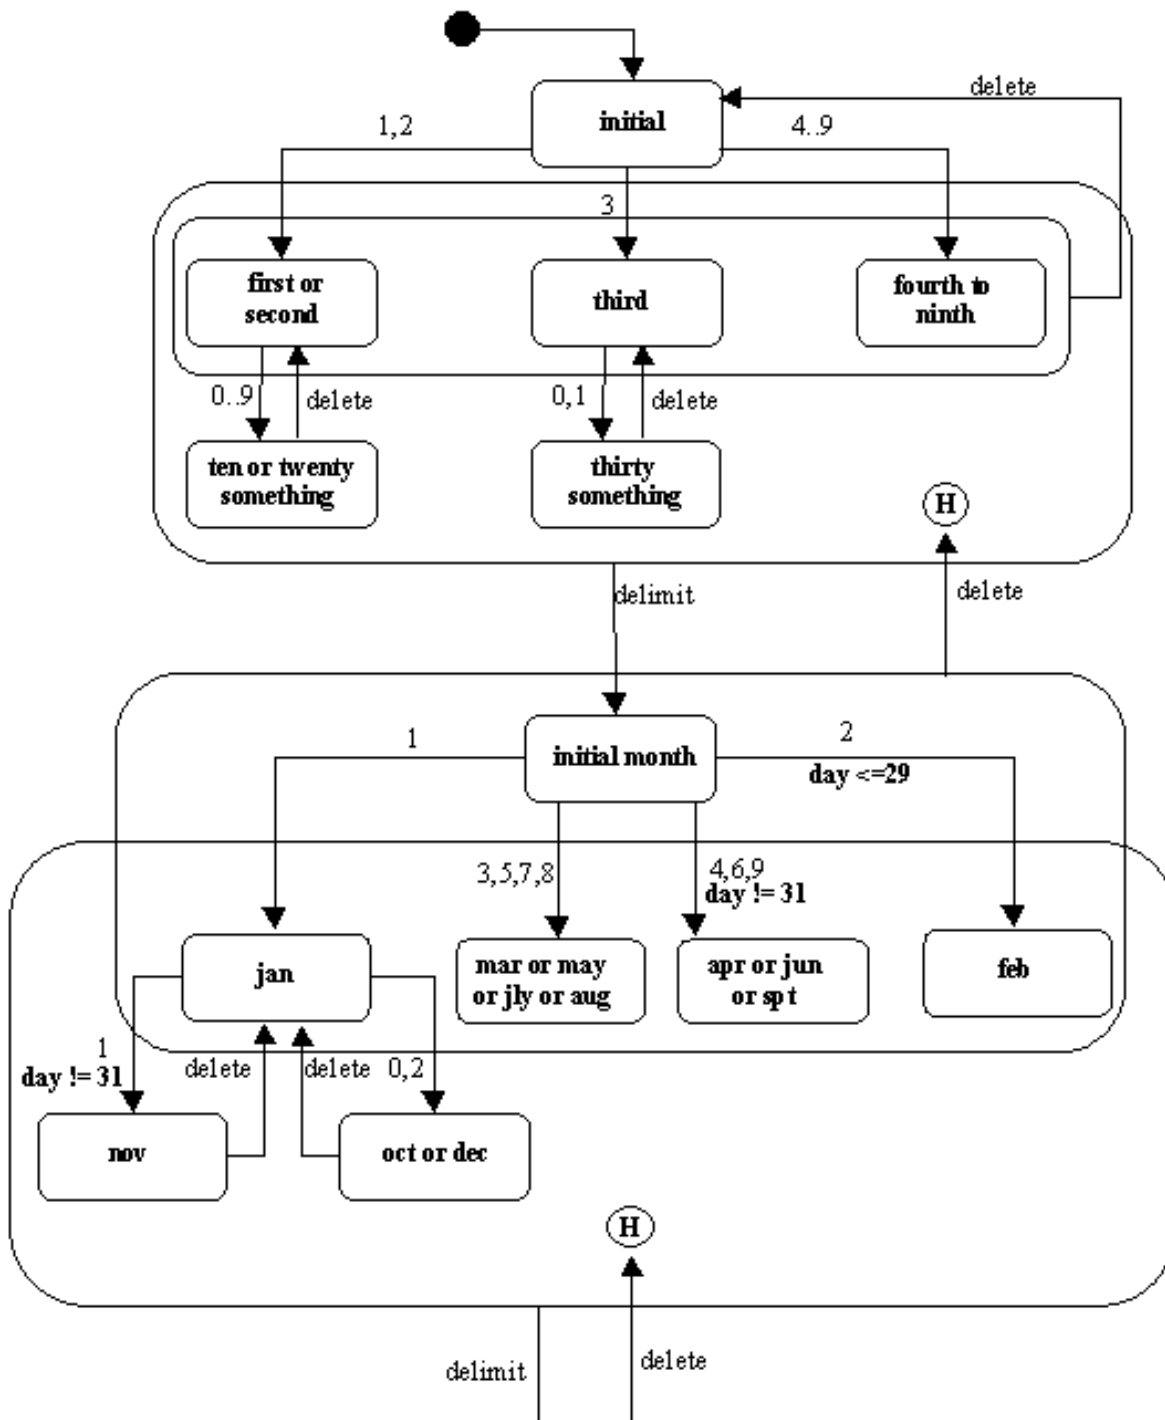 delete
initial
1,2
4..9
3
first or
second
third
fourth to
ninth
0..9
delete
0,1
delete
ten or twenty
something
thirty
something
H
delimit
delete
1
initial month
2
day <=29
3,5,7,8
4,6,9
day != 31
jan
mar or may
or jly or aug
apr or jun
or spt
feb
1
day != 31
delete
delete
0,2
nov
oct or dec
H
delimit
delete